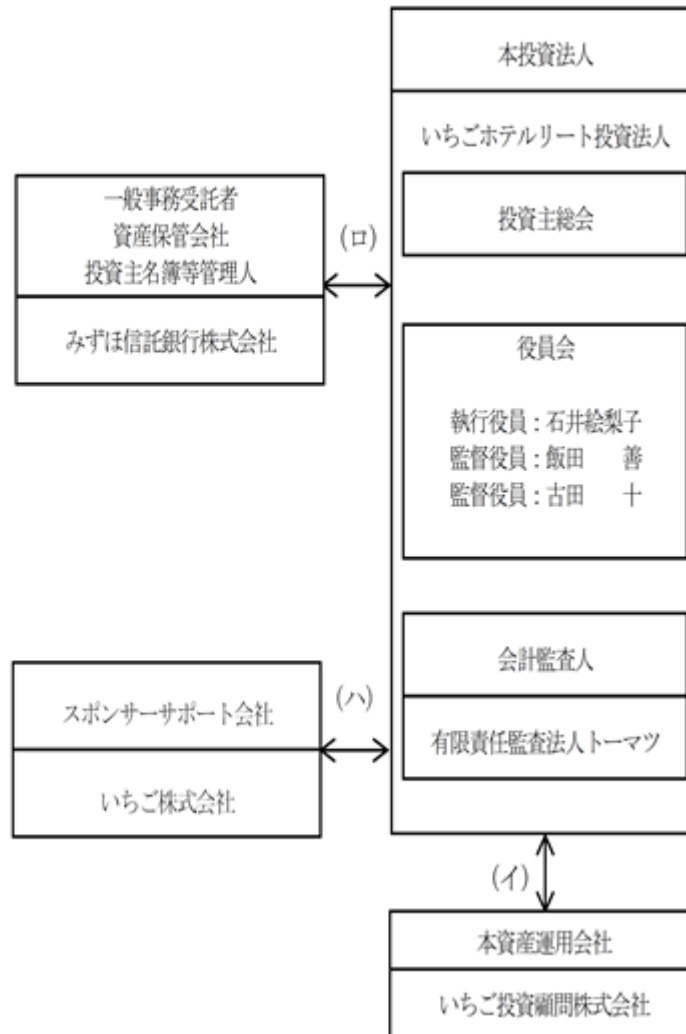 本投資法人
いちごホテルリート投資法人
投資主総会
一般事務受託者
資産保管会社
投資主名簿等管理人
(ロ)
みずほ信託銀行株式会社
役員会
執行役員:石井絵梨子
監督役員:飯田 善
監督役員:古田 十
会計監査人
有限責任監査法人トーマツ
スポンサーサポート会社
(ハ)
いちご株式会社
(イ)
本資産運用会社
いちご投資顧問株式会社